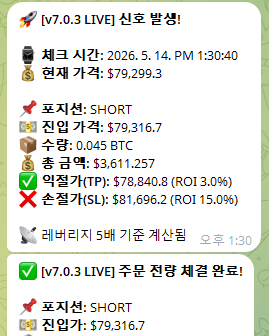 🚀 [v7.0.3 LIVE] 신호 발생!
⌚ 체크 시간: 2026. 5. 14. PM 1:30:40
💰 현재 가격: $79,299.3
📌 포지션: SHORT
💵 진입 가격: $79,316.7
📦 수량: 0.045 BTC
💰 총 금액: $3,611.257
✅ 익절가(TP): $78,840.8 (ROI 3.0%)
❌ 손절가(SL): $81,696.2 (ROI 15.0%)
📡 레버리지 5배 기준 계산됨
오후 1:30
✅ [v7.0.3 LIVE] 주문 전량 체결 완료!
📌 포지션: SHORT
💵 진입가: $79,316.7